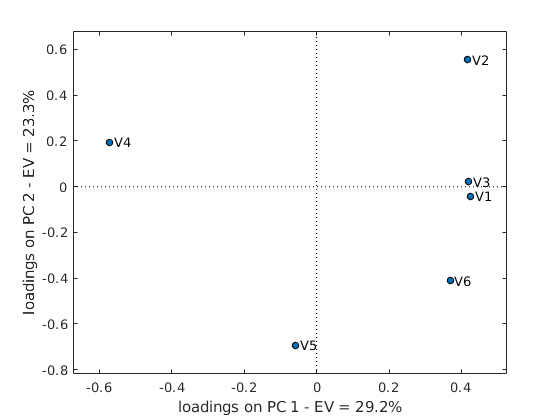 0.6
0.4
0.2
0
-0.2
-0.4
-0.6
-0.8
loadings on PC 2 - EV = 23.3%
V2
V4
V3
V1
V6
V5
-0.6
-0.4
-0.2
0
0.2
0.4
loadings on PC 1 - EV = 29.2%